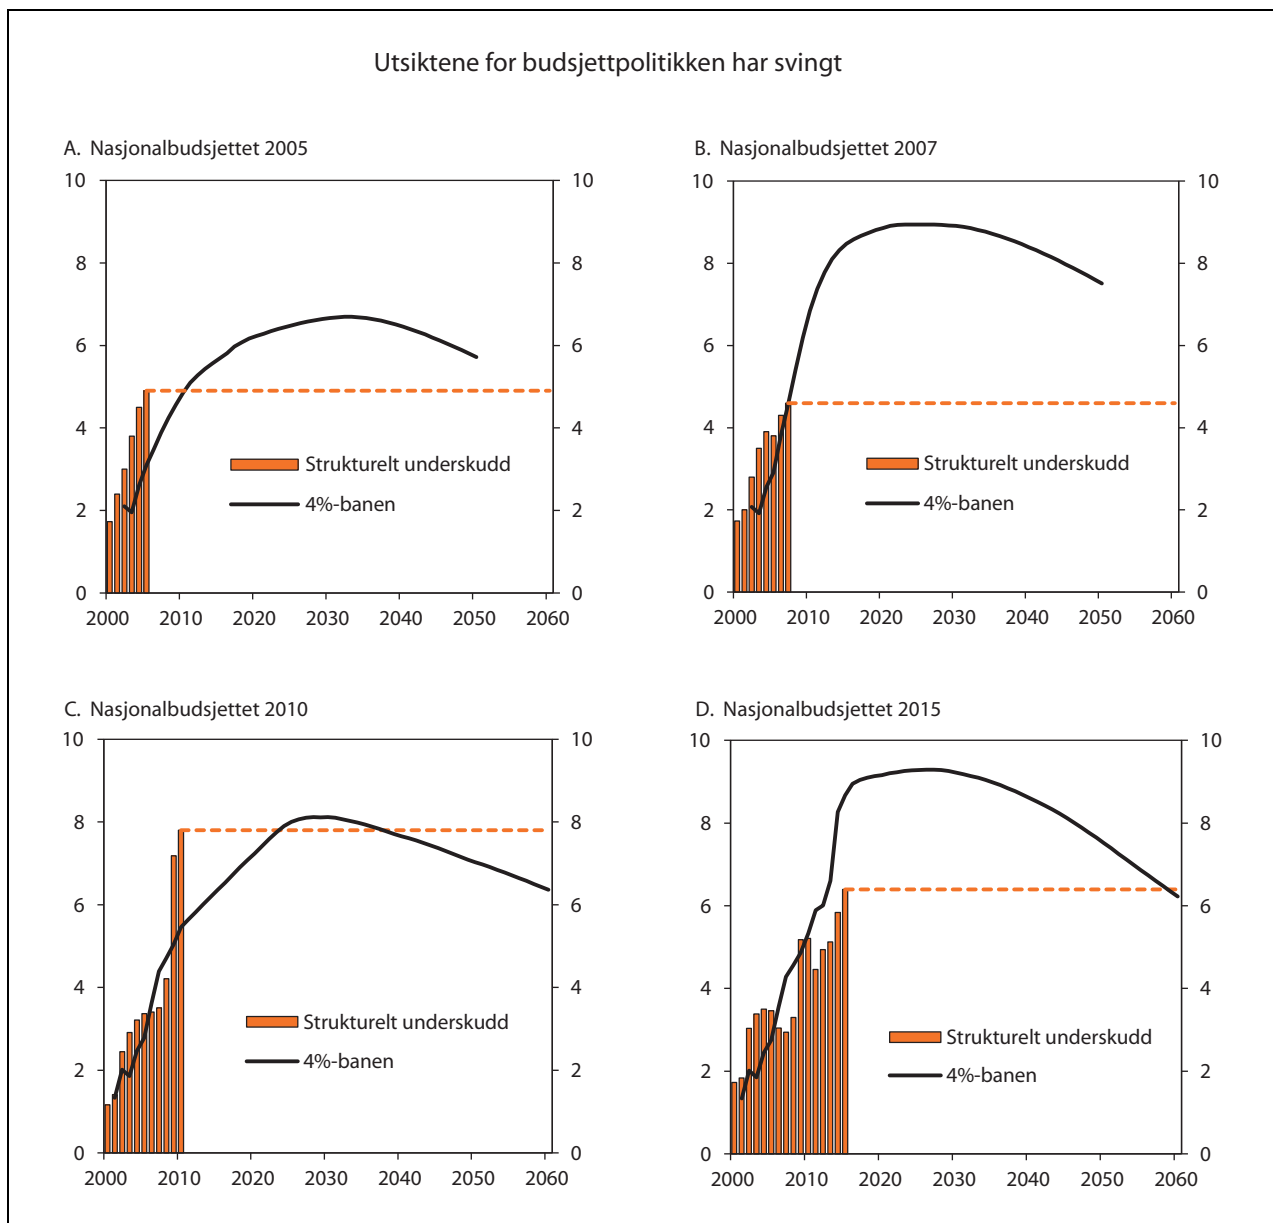 Utsiktene for budsjettpolitikken har svingt
A. Nasjonalbudsjettet 2005
10 10
8 8
6 6
4 4
2 2
0 0
Strukturelt underskudd
4%-banen
2000 2010 2020 2030 2040 2050 2060
B. Nasjonalbudsjettet 2007
10 10
8 8
6 6
4 4
2 2
0 0
Strukturelt underskudd
4%-banen
2000 2010 2020 2030 2040 2050 2060
C. Nasjonalbudsjettet 2010
10 10
8 8
6 6
4 4
2 2
0 0
Strukturelt underskudd
4%-banen
2000 2010 2020 2030 2040 2050 2060
D. Nasjonalbudsjettet 2015
10 10
8 8
6 6
4 4
2 2
0 0
Strukturelt underskudd
4%-banen
2000 2010 2020 2030 2040 2050 2060